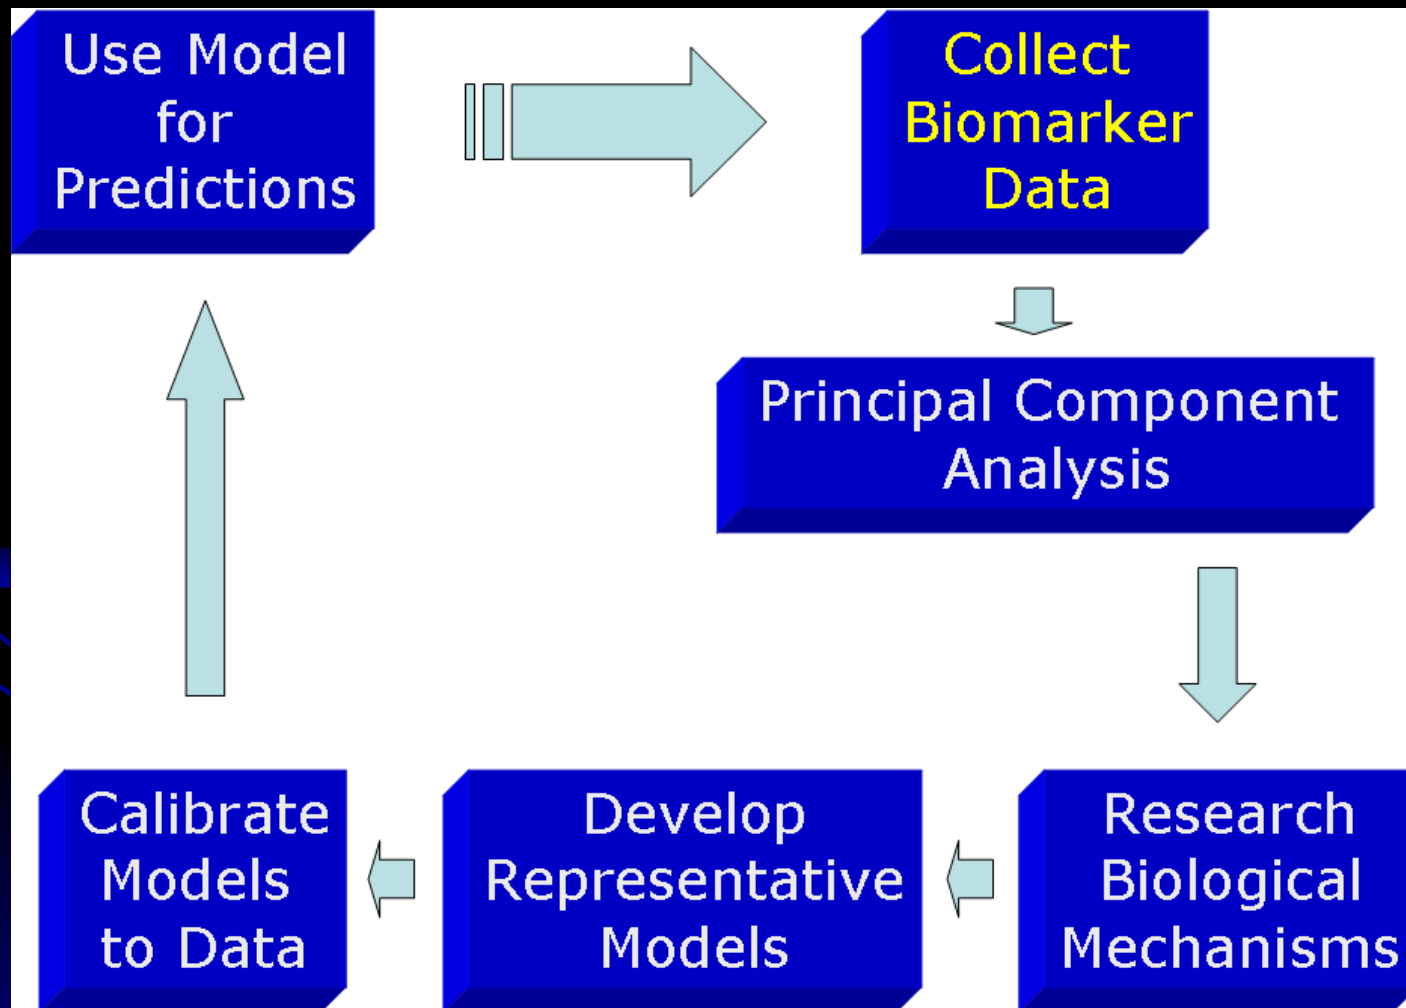 Use Model
for
Predictions
Collect
Biomarker
Data
Principal Component
Analysis
Research
Biological
Mechanisms
Develop
Representative
Models
Calibrate
Models
to Data